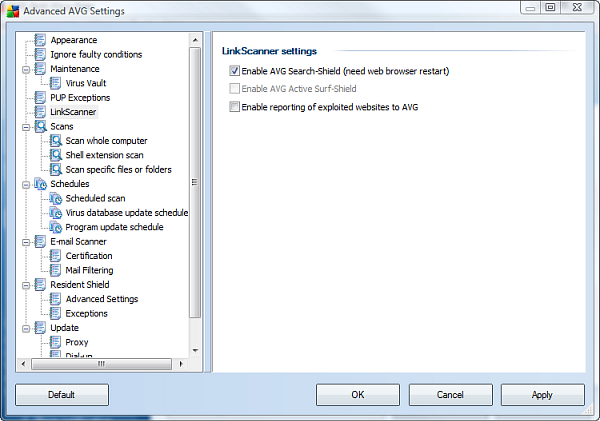 Advanced AVG Settings
Appearance
Ignore faulty conditions
Maintenance
Virus Vault
PUP Exceptions
LinkScanner
Scans
Scan whole computer
Shell extension scan
Scan specific files or folders
Schedules
Scheduled scan
Virus database update schedule
Program update schedule
E-mail Scanner
Certification
Mail Filtering
Resident Shield
Advanced Settings
Exceptions
Update
Proxy
Dial-up
LinkScanner settings
Enable AVG Search-Shield (need web browser restart)
Enable AVG Active Surf-Shield
Enable reporting of exploited websites to AVG
Default
OK
Cancel
Apply